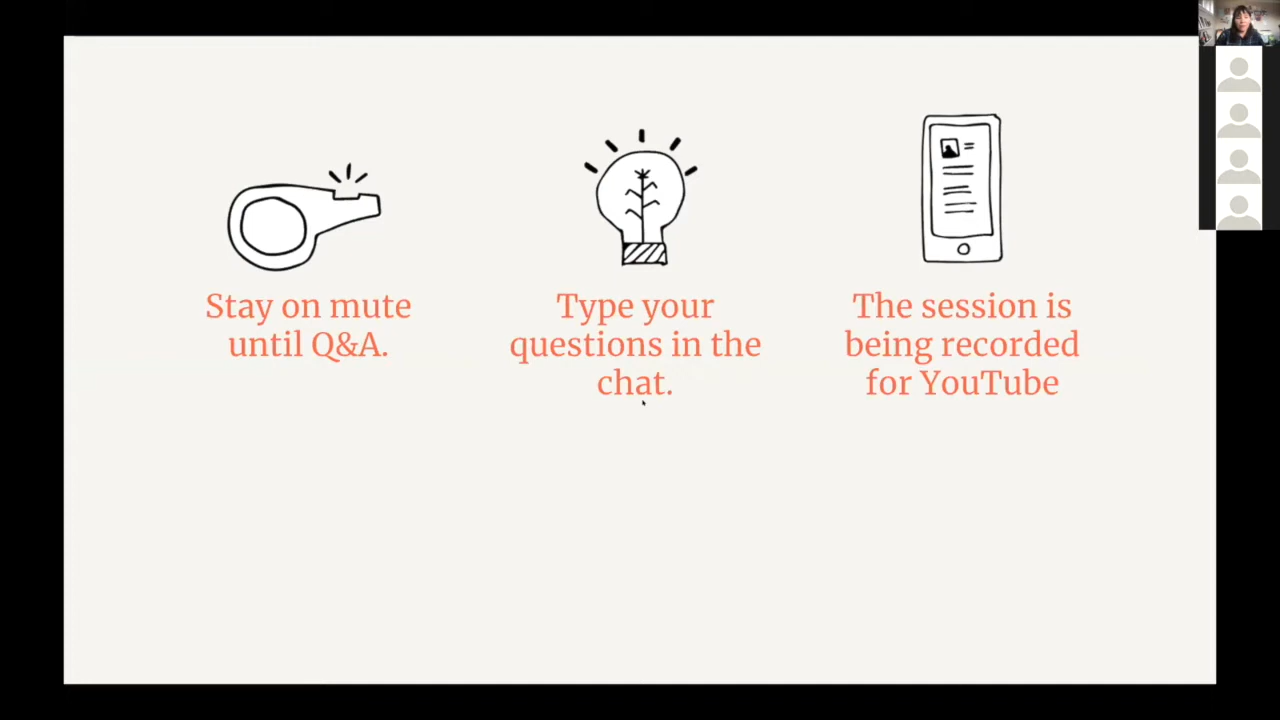 Stay on mute
until Q&A.
Type your
questions in the
chat.
The session is
being recorded
for YouTube